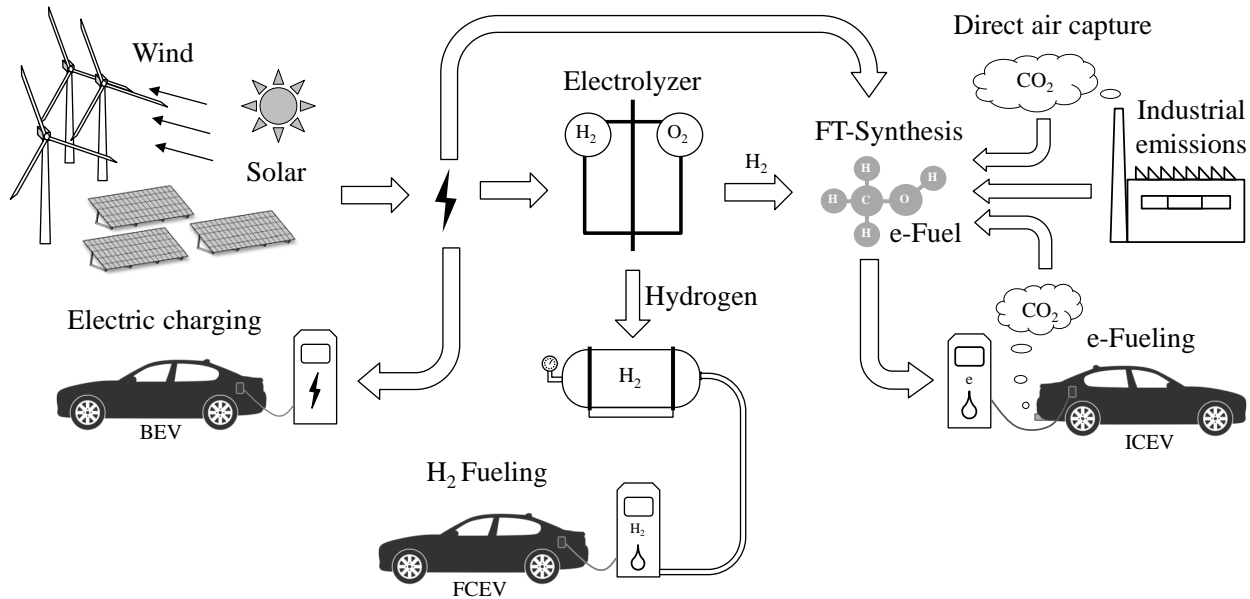 Wind
Solar
Electrolyzer
H₂
O₂
H₂
FT-Synthesis
H
H
C
O
H
H
e-Fuel
Direct air capture
CO₂
Industrial
emissions
Hydrogen
H₂
Electric charging
BEV
H₂ Fueling
H₂
FCEV
CO₂
e-Fueling
e
ICEV